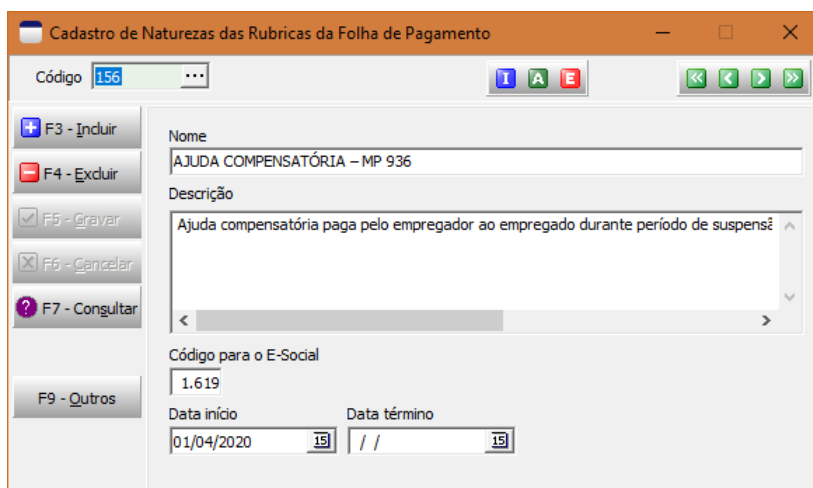 Cadastro de Naturezas das Rubricas da Folha de Pagamento
Código 156 ...
I A E
F3 - Incluir
F4 - Excluir
F5 - Gravar
F6 - Cancelar
F7 - Consultar
F9 - Outros
Nome
AJUDA COMPENSATÓRIA – MP 936
Descrição
Ajuda compensatória paga pelo empregador ao empregado durante período de suspensã
Código para o E-Social
1.619
Data início Data término
01/04/2020 15 / / 15